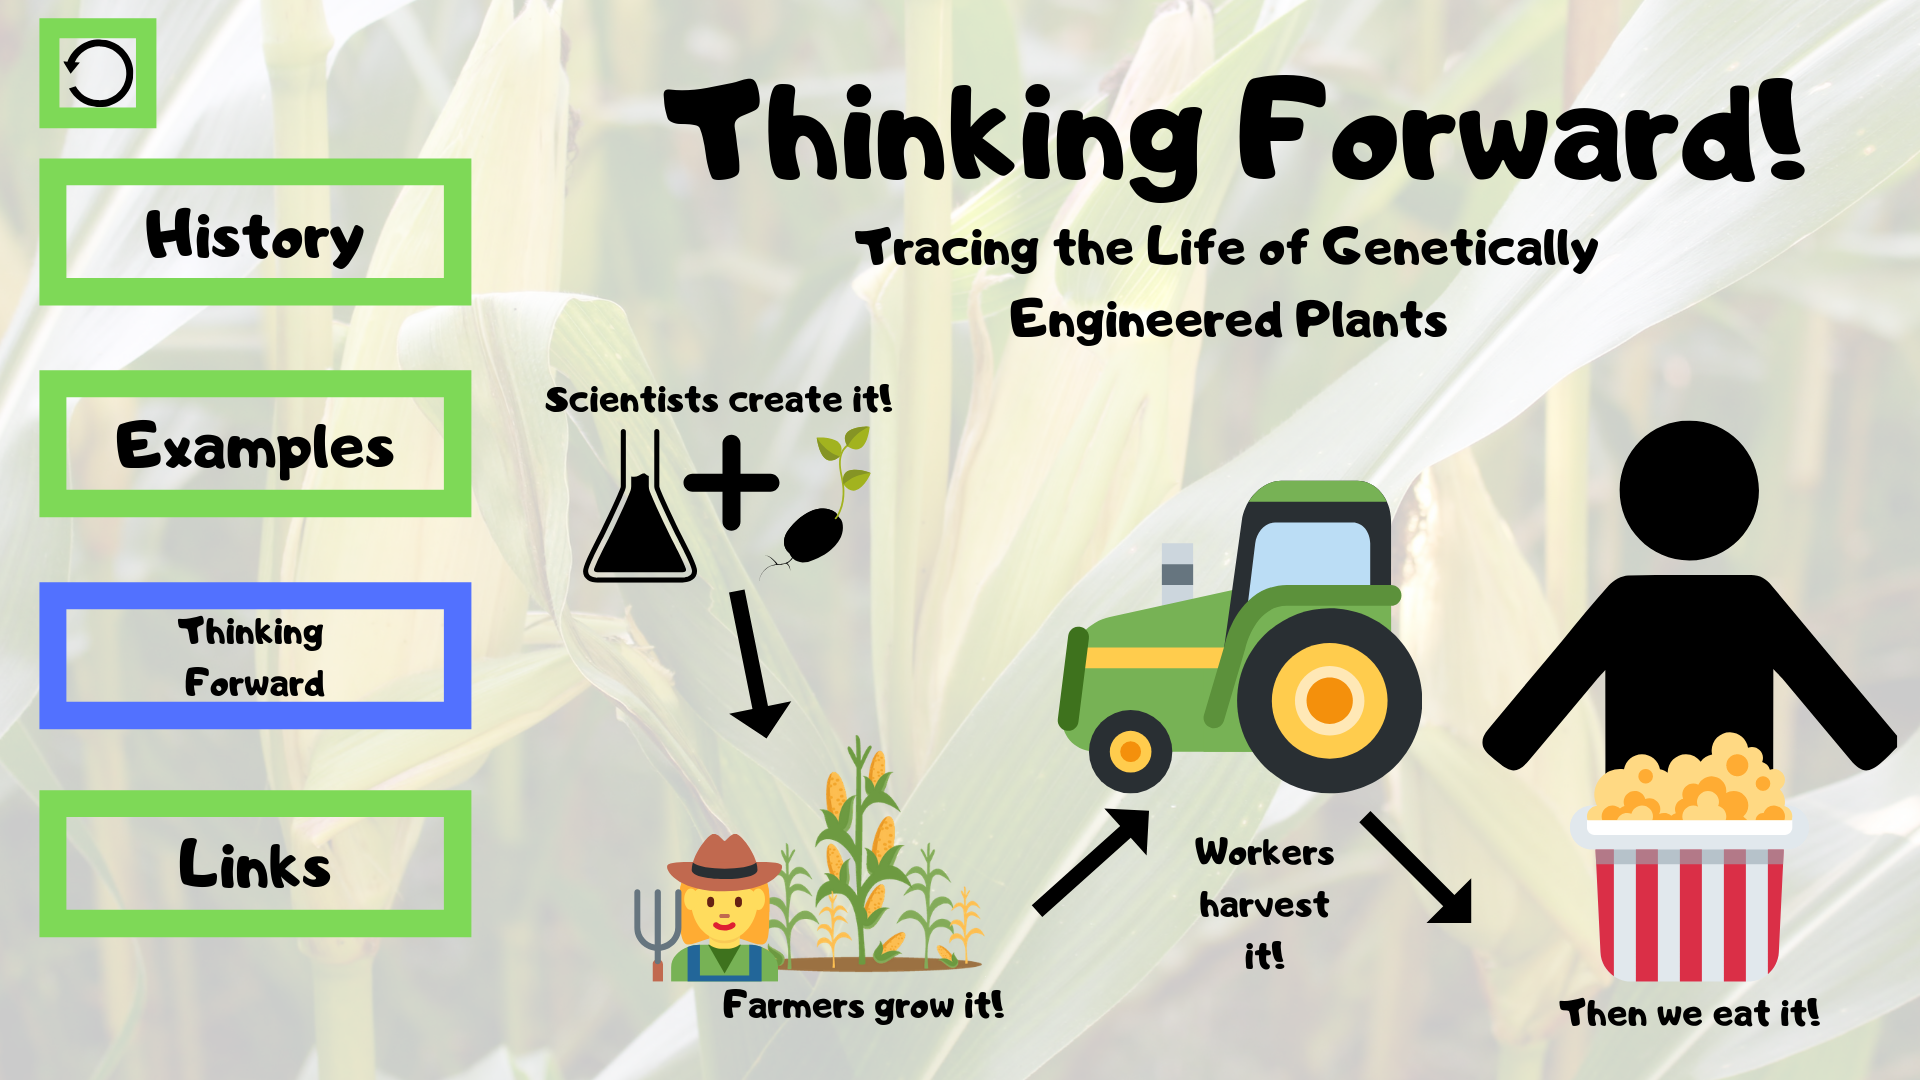 Thinking Forward!
Tracing the Life of Genetically
Engineered Plants
History
Examples
Thinking
Forward
Links
Scientists create it!
Farmers grow it!
Workers
harvest
it!
Then we eat it!